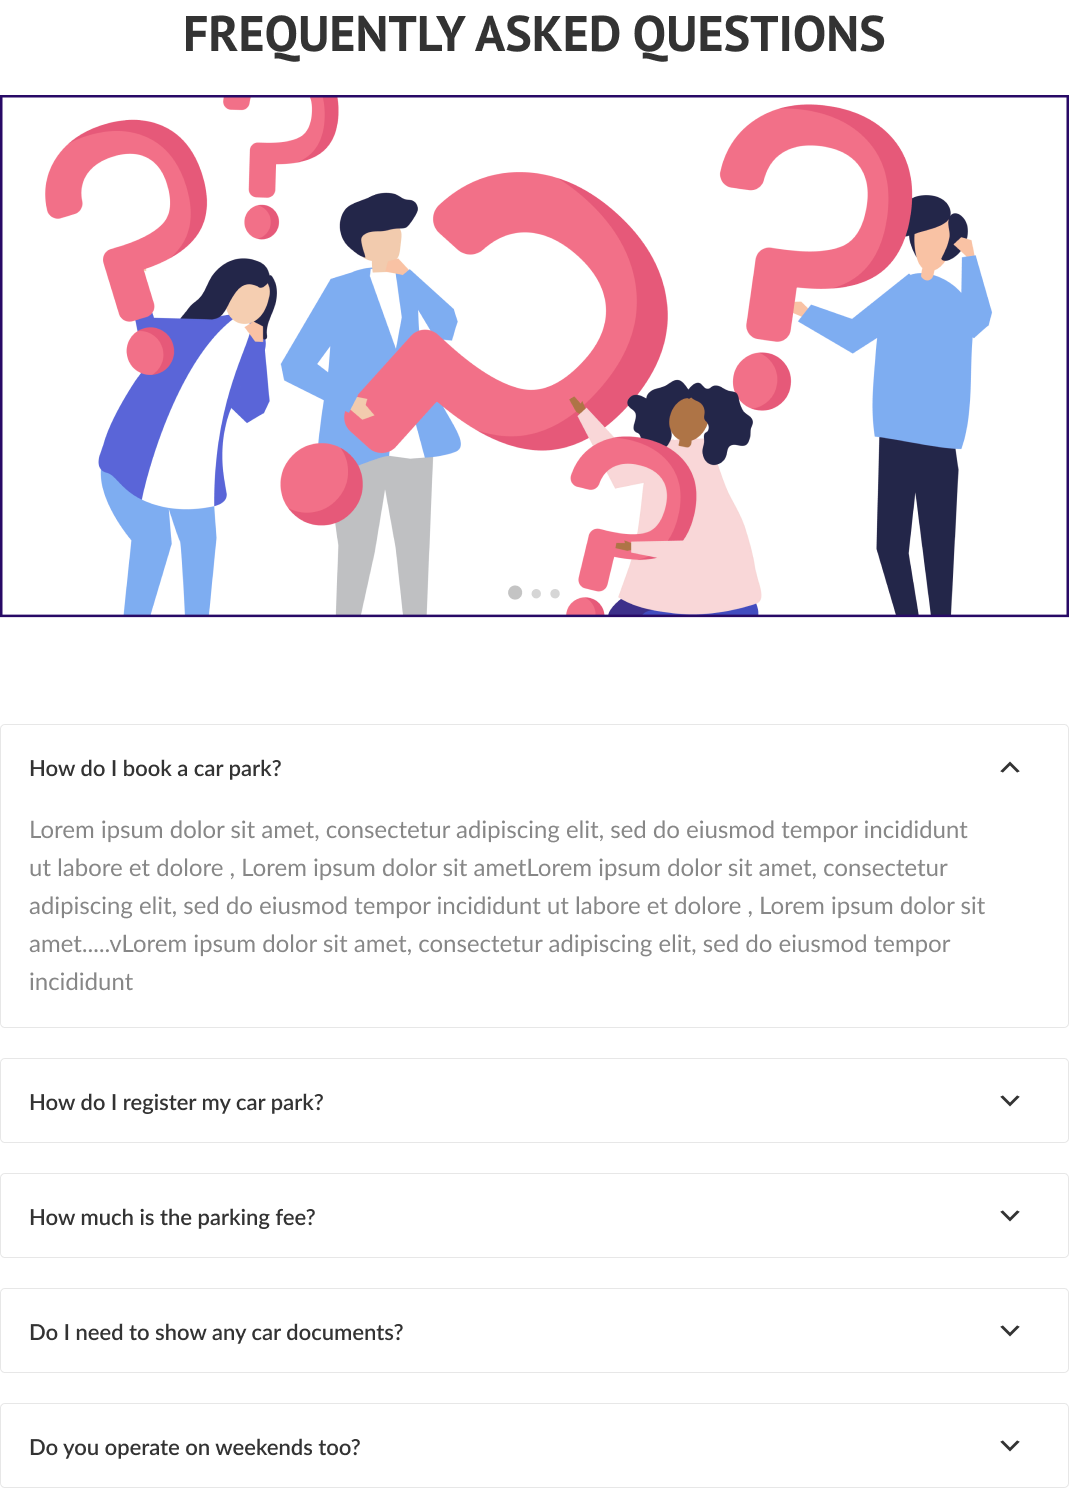 FREQUENTLY ASKED QUESTIONS
How do I book a car park?
Lorem ipsum dolor sit amet, consectetur adipiscing elit, sed do eiusmod tempor incididunt
ut labore et dolore , Lorem ipsum dolor sit ametLorem ipsum dolor sit amet, consectetur
adipiscing elit, sed do eiusmod tempor incididunt ut labore et dolore , Lorem ipsum dolor sit
amet.....vLorem ipsum dolor sit amet, consectetur adipiscing elit, sed do eiusmod tempor
incididunt
How do I register my car park?
How much is the parking fee?
Do I need to show any car documents?
Do you operate on weekends too?